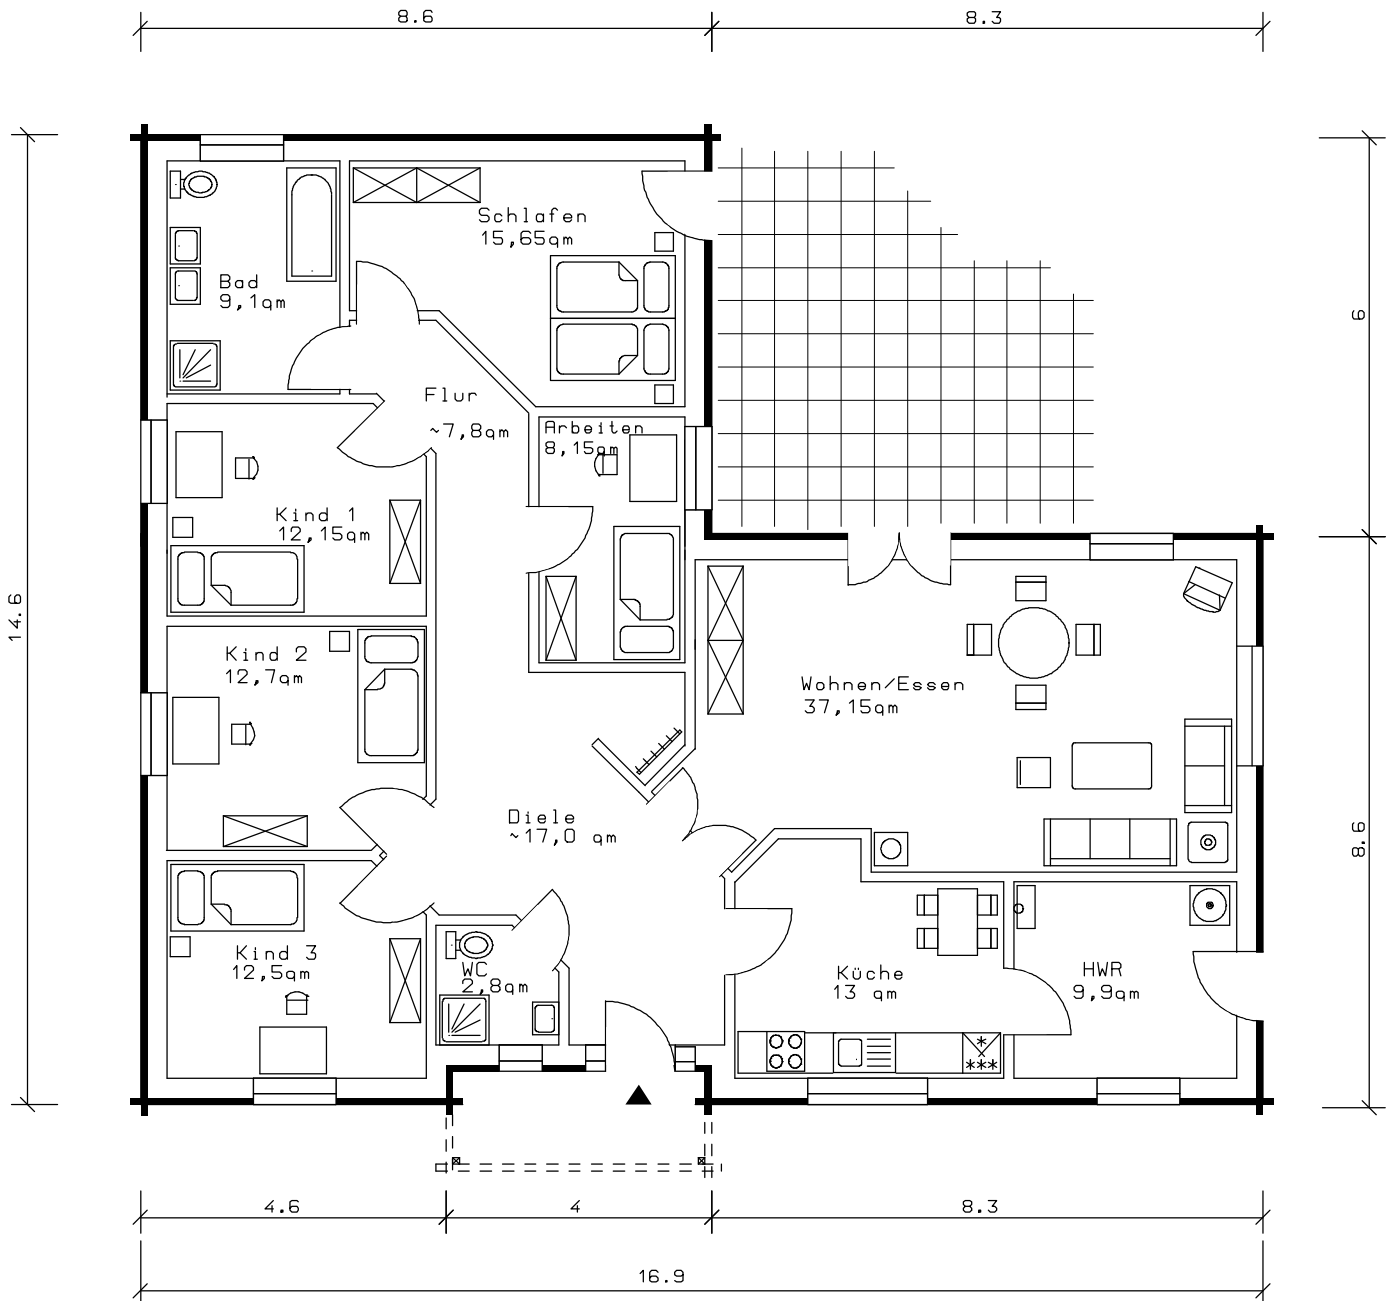 8.6
8.3
Schlafen
15,65qm
Bad
9,1qm
6
Flur
~7,8qm
Arbeiten
8,15qm
Kind 1
12,15qm
14.6
Kind 2
12,7qm
Wohnen/Essen
37,15qm
Diele
~17,0 qm
8.6
Kind 3
12,5qm
WC
2,8qm
Küche
13 qm
HWR
9,9qm
*
***
4.6
4
8.3
16.9